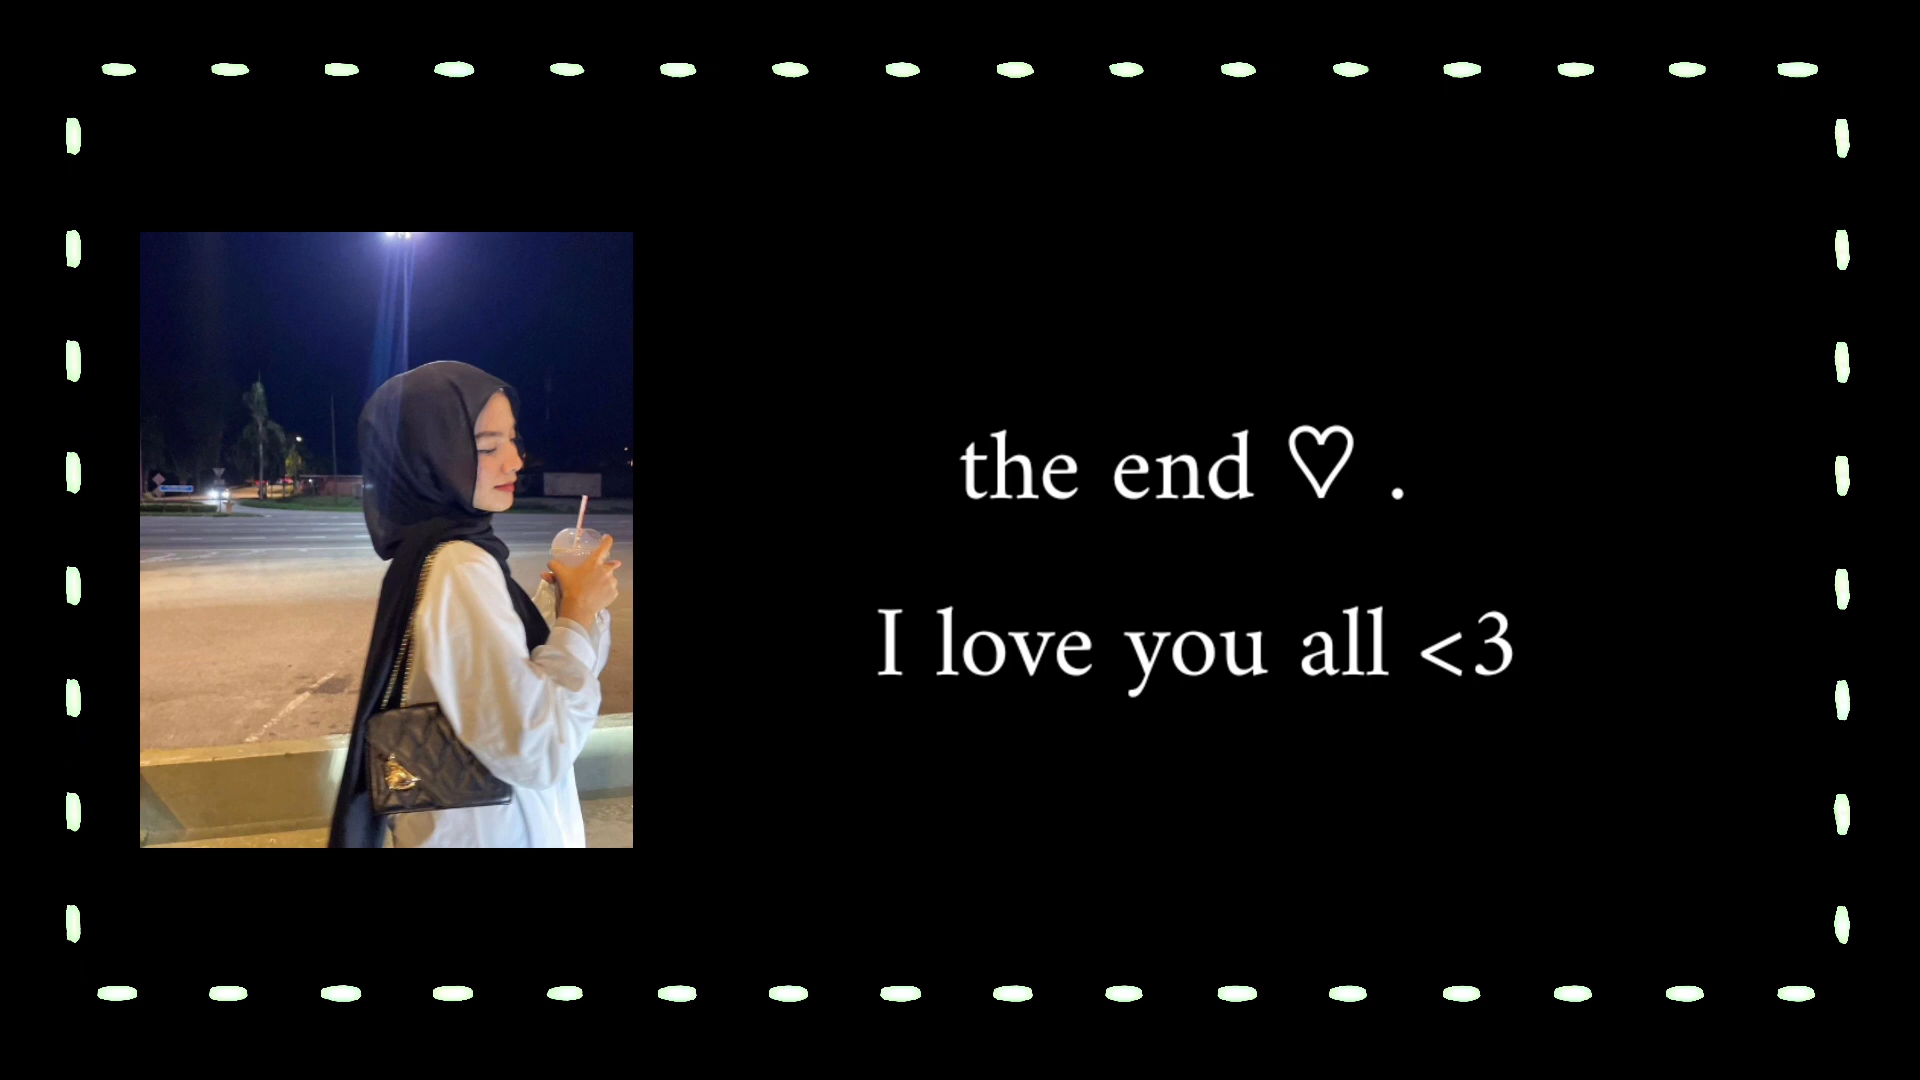 the end ♡ .
I love you all <3